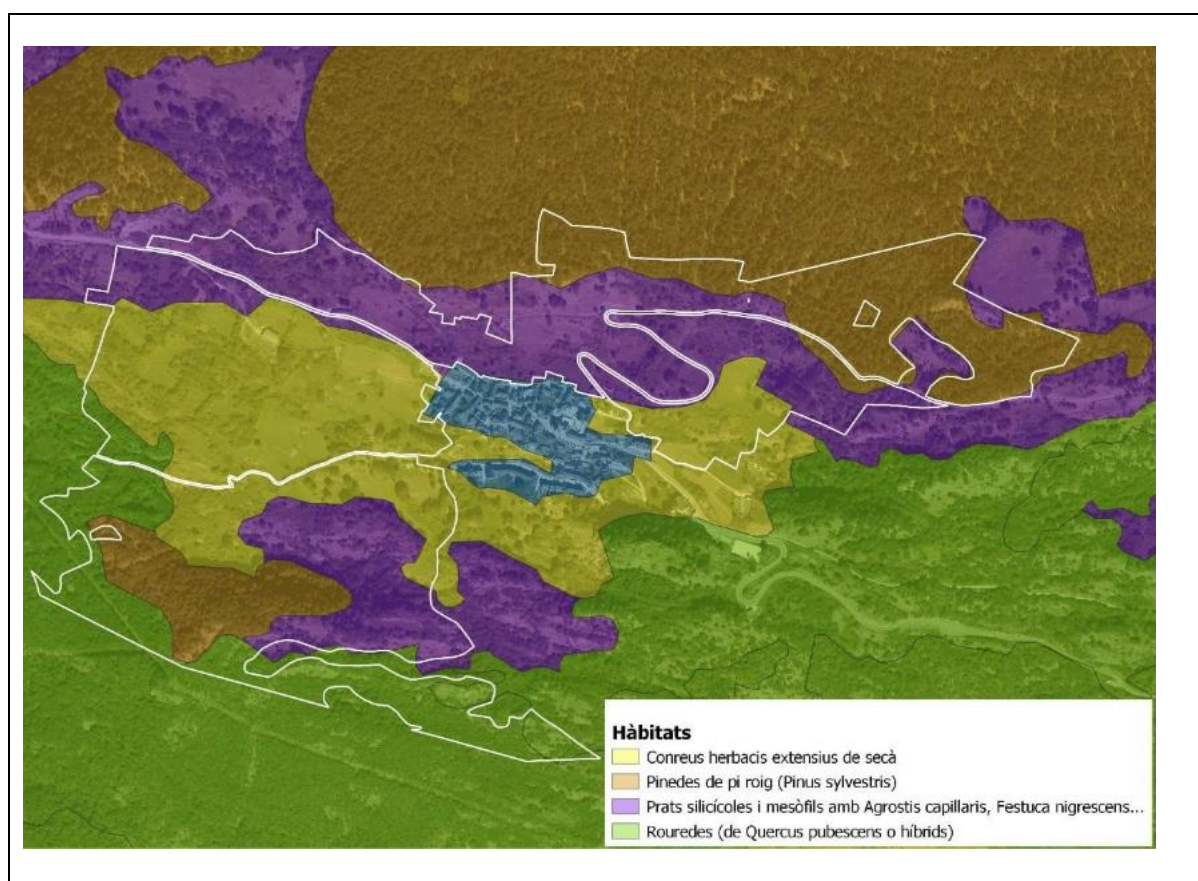 Hàbitats
Conreus herbacis extensius de secà
Pinedes de pi roig (Pinus sylvestris)
Prats silicícoles i mesòfils amb Agrostis capillaris, Festuca nigrescens...
Rouredes (de Quercus pubescens o híbrids)